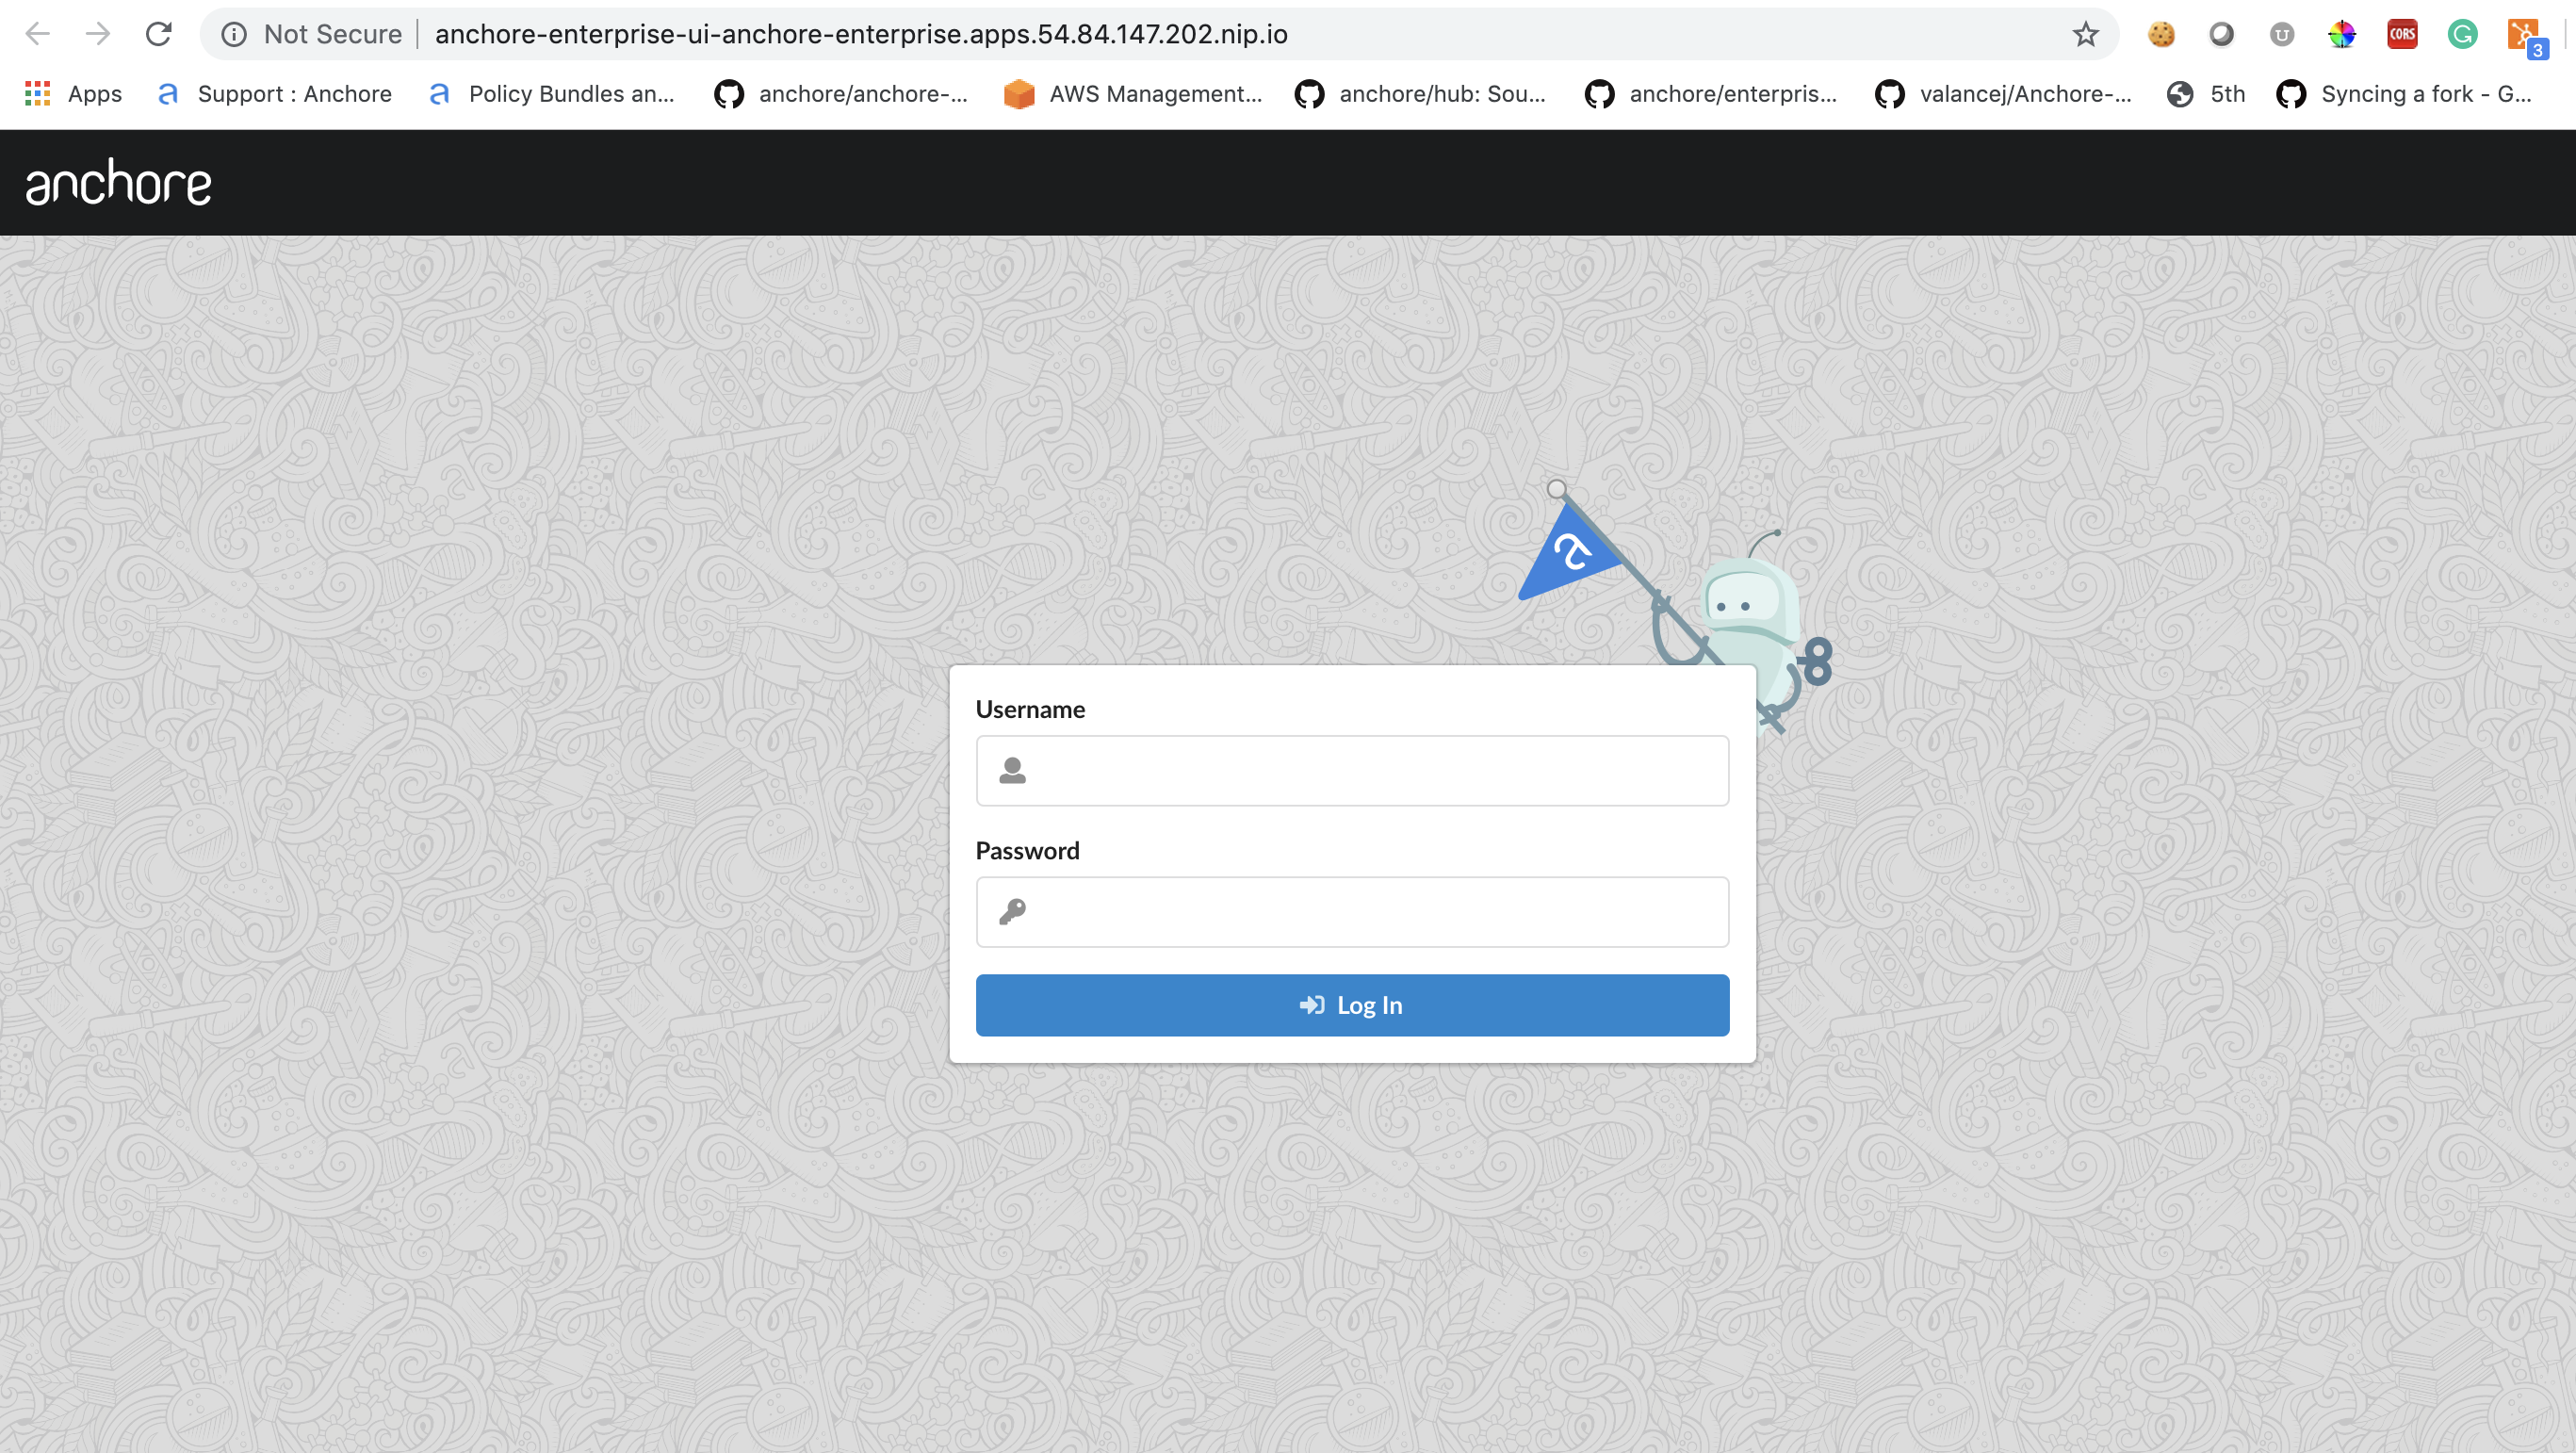 Not Secure anchore-enterprise-ui-anchore-enterprise.apps.54.84.147.202.nip.io
U CORS G 3
Apps a Support : Anchore a Policy Bundles an... anchore/anchore-... AWS Management... anchore/hub: Sou... anchore/enterpris... valancej/Anchore-... 5th Syncing a fork - G...
anchore
a
Username
Password
Log In